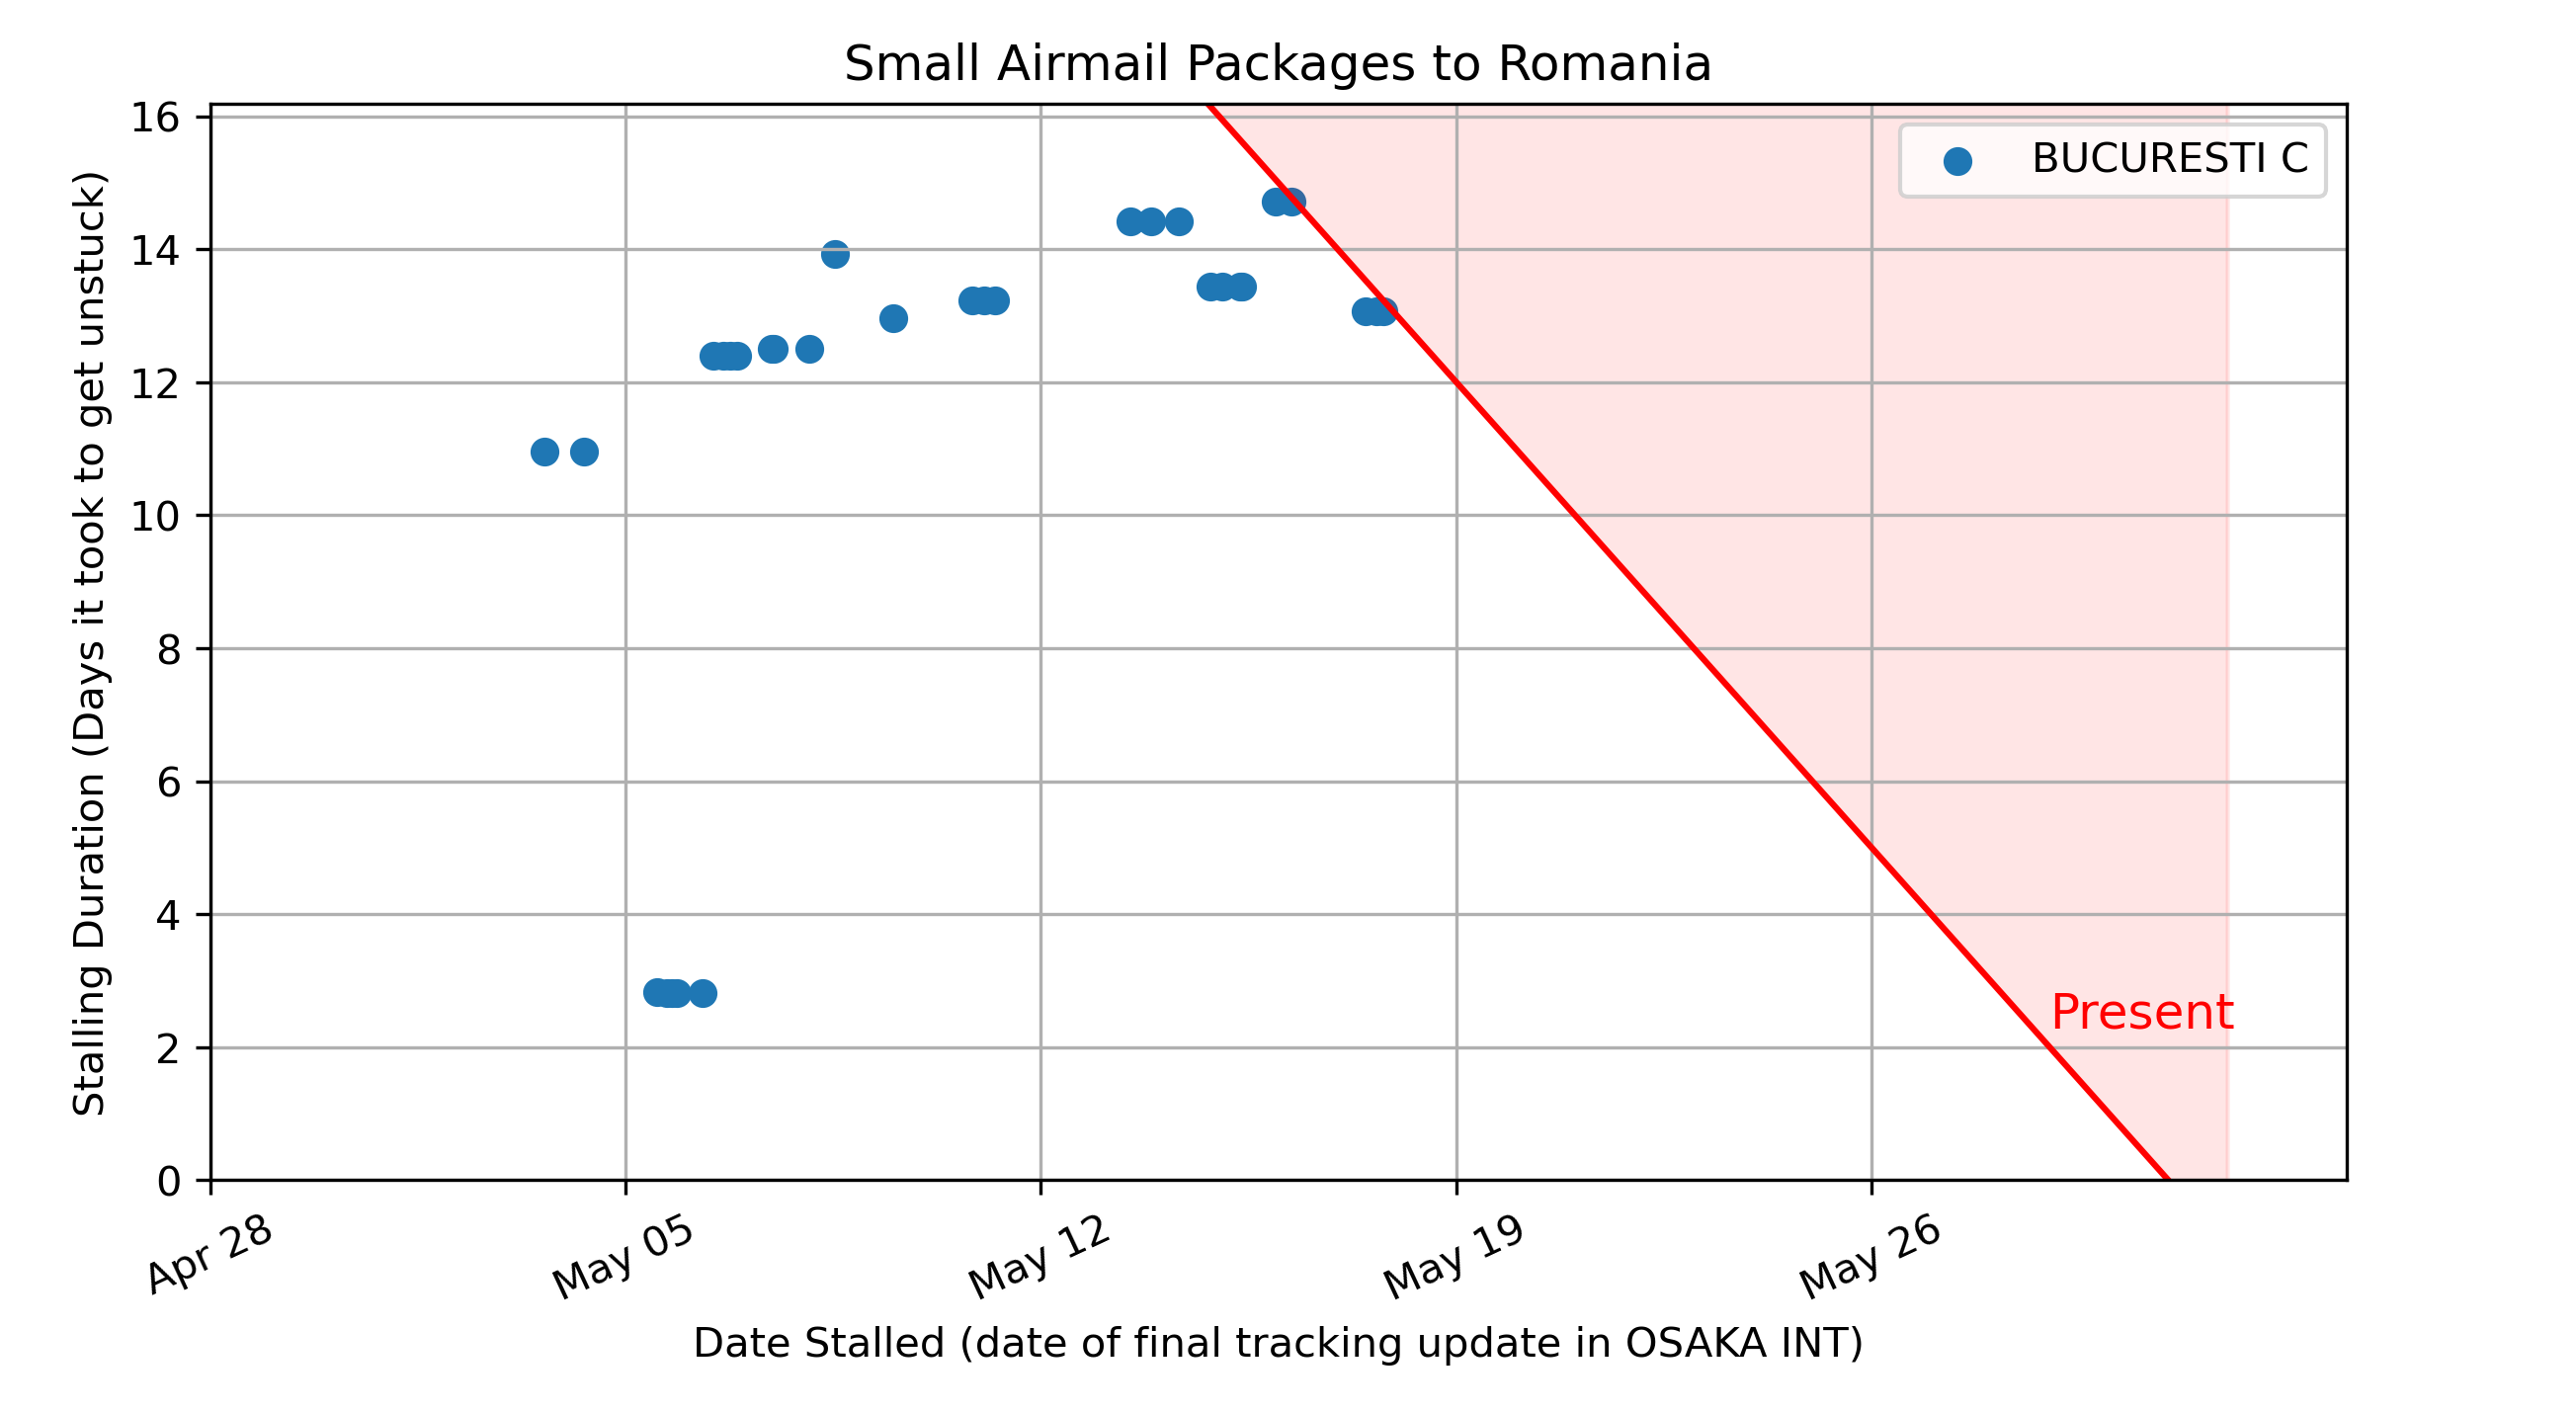 Small Airmail Packages to Romania
BUCURESTI C
Stalling Duration (Days it took to get unstuck)
16
14
12
10
8
6
4
2
0
Present
Apr 28
May 05
May 12
May 19
May 26
Date Stalled (date of final tracking update in OSAKA INT)